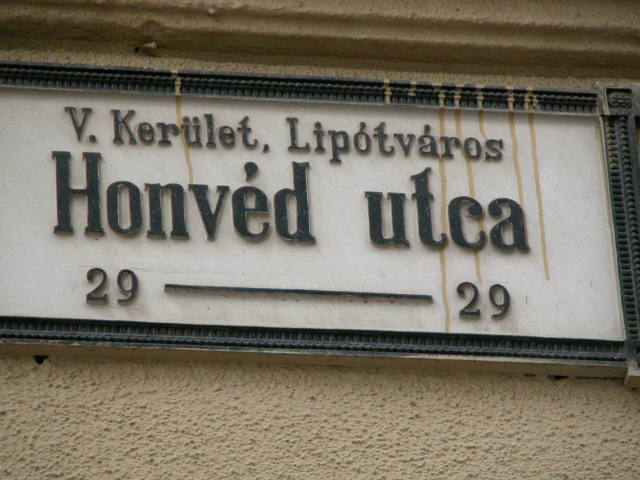 V. Kerület, Lipótváros
Honvéd utca
29 — 29